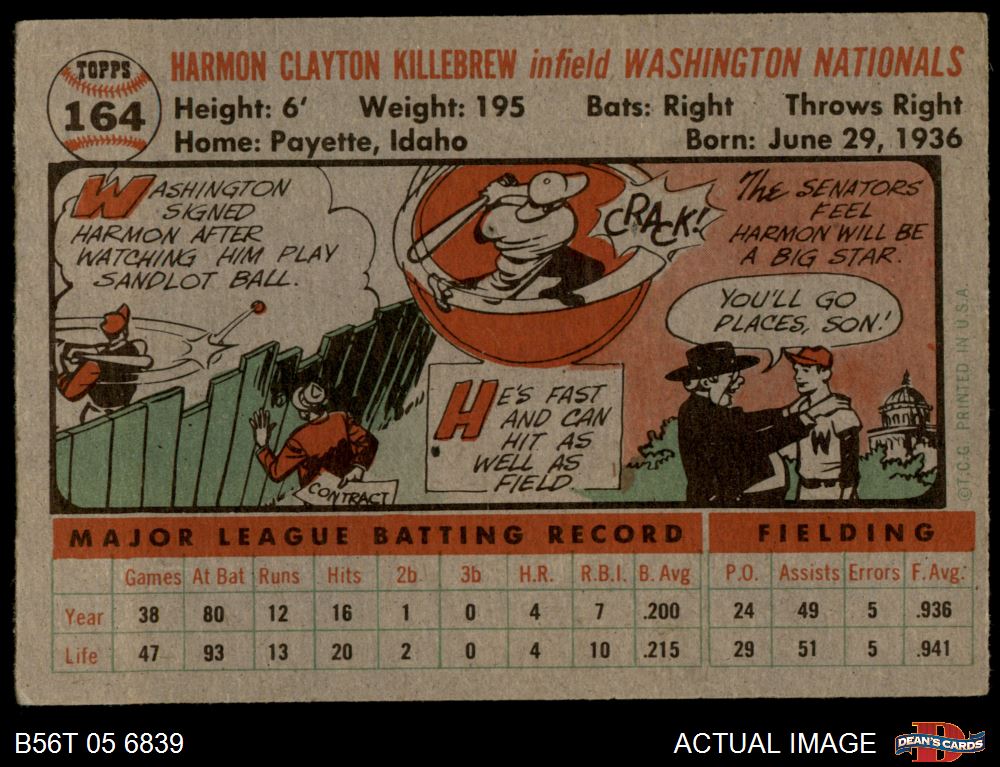 TOPPS
164
HARMON CLAYTON KILLEBREW infield WASHINGTON NATIONALS
Height: 6' Weight: 195 Bats: Right Throws Right
Home: Payette, Idaho Born: June 29, 1936
WASHINGTON
SIGNED
HARMON AFTER
WATCHING HIM PLAY
SANDLOT BALL.
CONTRACT
CRACK!
HE'S FAST
AND CAN
HIT AS
WELL AS
FIELD
The SENATORS
FEEL
HARMON WILL BE
A BIG STAR.
YOU'LL GO
PLACES, SON!
W
©T.C.G. PRINTED IN U.S.A.
MAJOR LEAGUE BATTING RECORD FIELDING
Games At Bat Runs Hits 2b 3b H.R. R.B.I. B. Avg P.O. Assists Errors F. Avg.
Year 38 80 12 16 1 0 4 7 .200 24 49 5 .936
Life 47 93 13 20 2 0 4 10 .215 29 51 5 .941
B56T 05 6839 ACTUAL IMAGE
D
DEAN'S CARDS